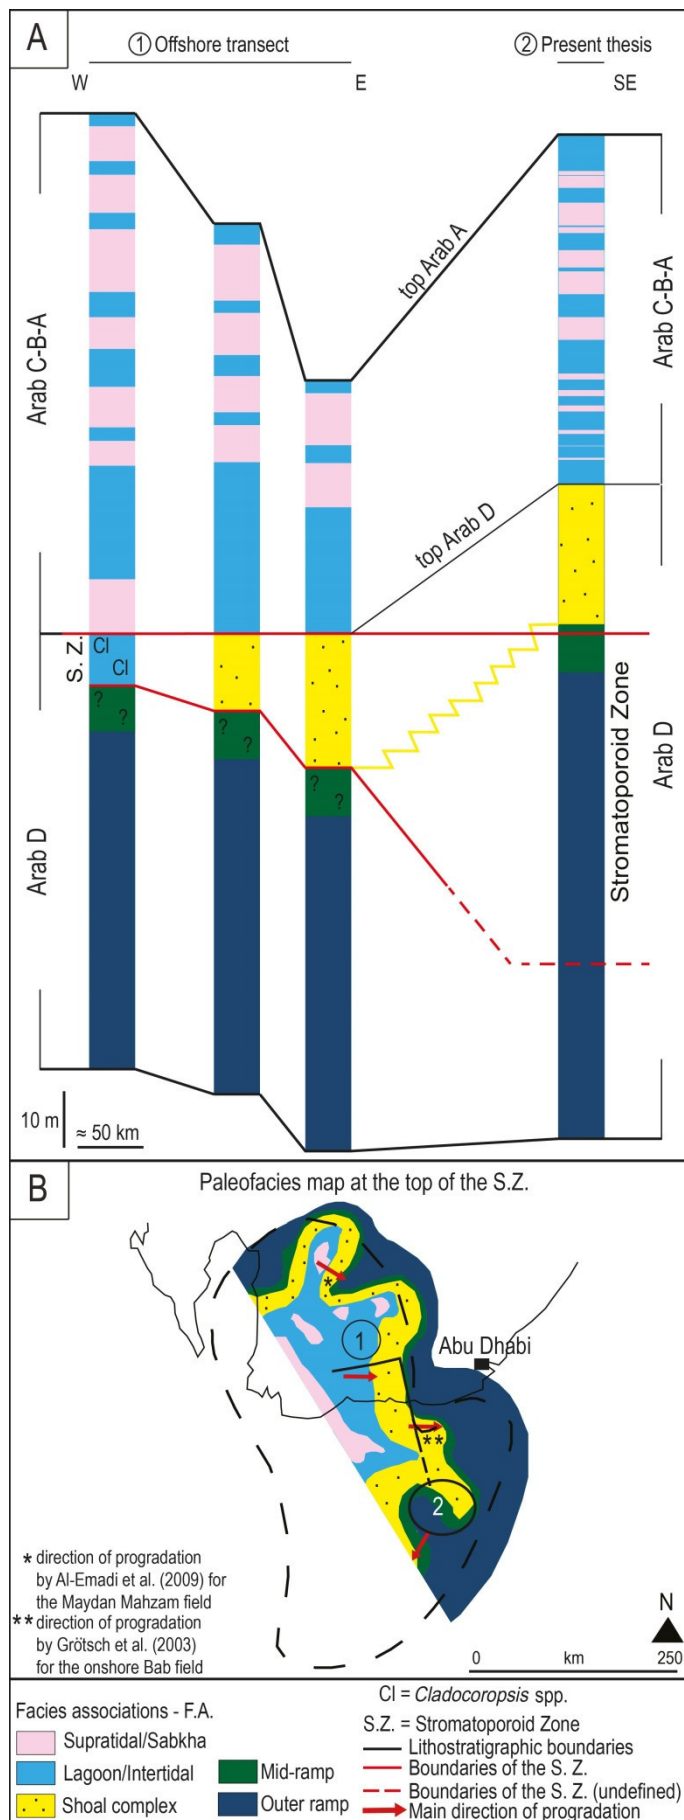 A
① Offshore transect
② Present thesis
W
E
SE
Arab C-B-A
top Arab A
Arab C-B-A
top Arab D
S. Z.
Cl
Cl
? ?
? ?
? ?
Arab D
Stromatoporoid Zone
Arab D
10 m
≈ 50 km
B
Paleofacies map at the top of the S.Z.
*
1
Abu Dhabi
**
2
* direction of progradation
by Al-Emadi et al. (2009) for
the Maydan Mahzam field
** direction of progradation
by Grötsch et al. (2003)
for the onshore Bab field
N
0 km 250
Facies associations - F.A.
Supratidal/Sabkha
Lagoon/Intertidal
Shoal complex
Mid-ramp
Outer ramp
Cl = Cladocoropsis spp.
S.Z. = Stromatoporoid Zone
Lithostratigraphic boundaries
Boundaries of the S. Z.
Boundaries of the S. Z. (undefined)
Main direction of progradation